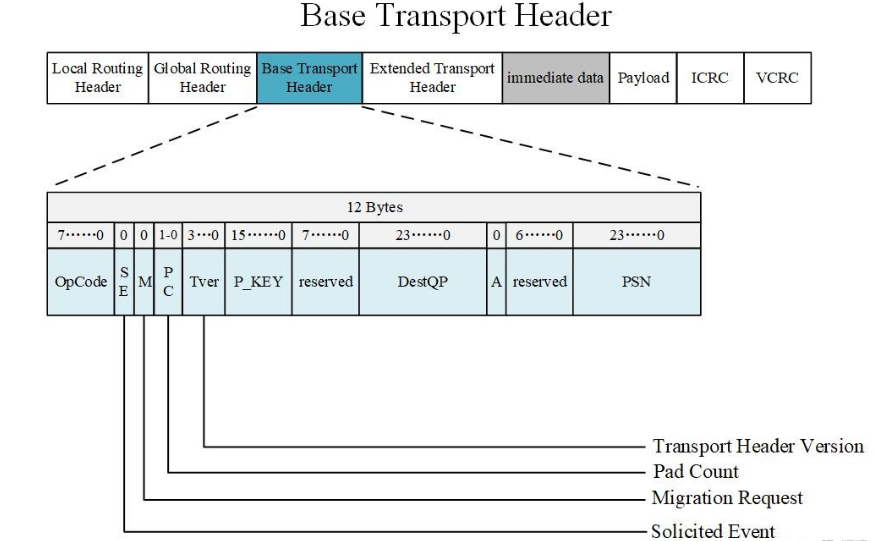 Base Transport Header
Local Routing Header
Global Routing Header
Base Transport Header
Extended Transport Header
immediate data
Payload
ICRC
VCRC
12 Bytes
7······0 0 0 1-0 3···0 15······0 7······0 23······0 0 6······0 23······0
OpCode SE M PC Tver P_KEY reserved DestQP A reserved PSN
Transport Header Version
Pad Count
Migration Request
Solicited Event